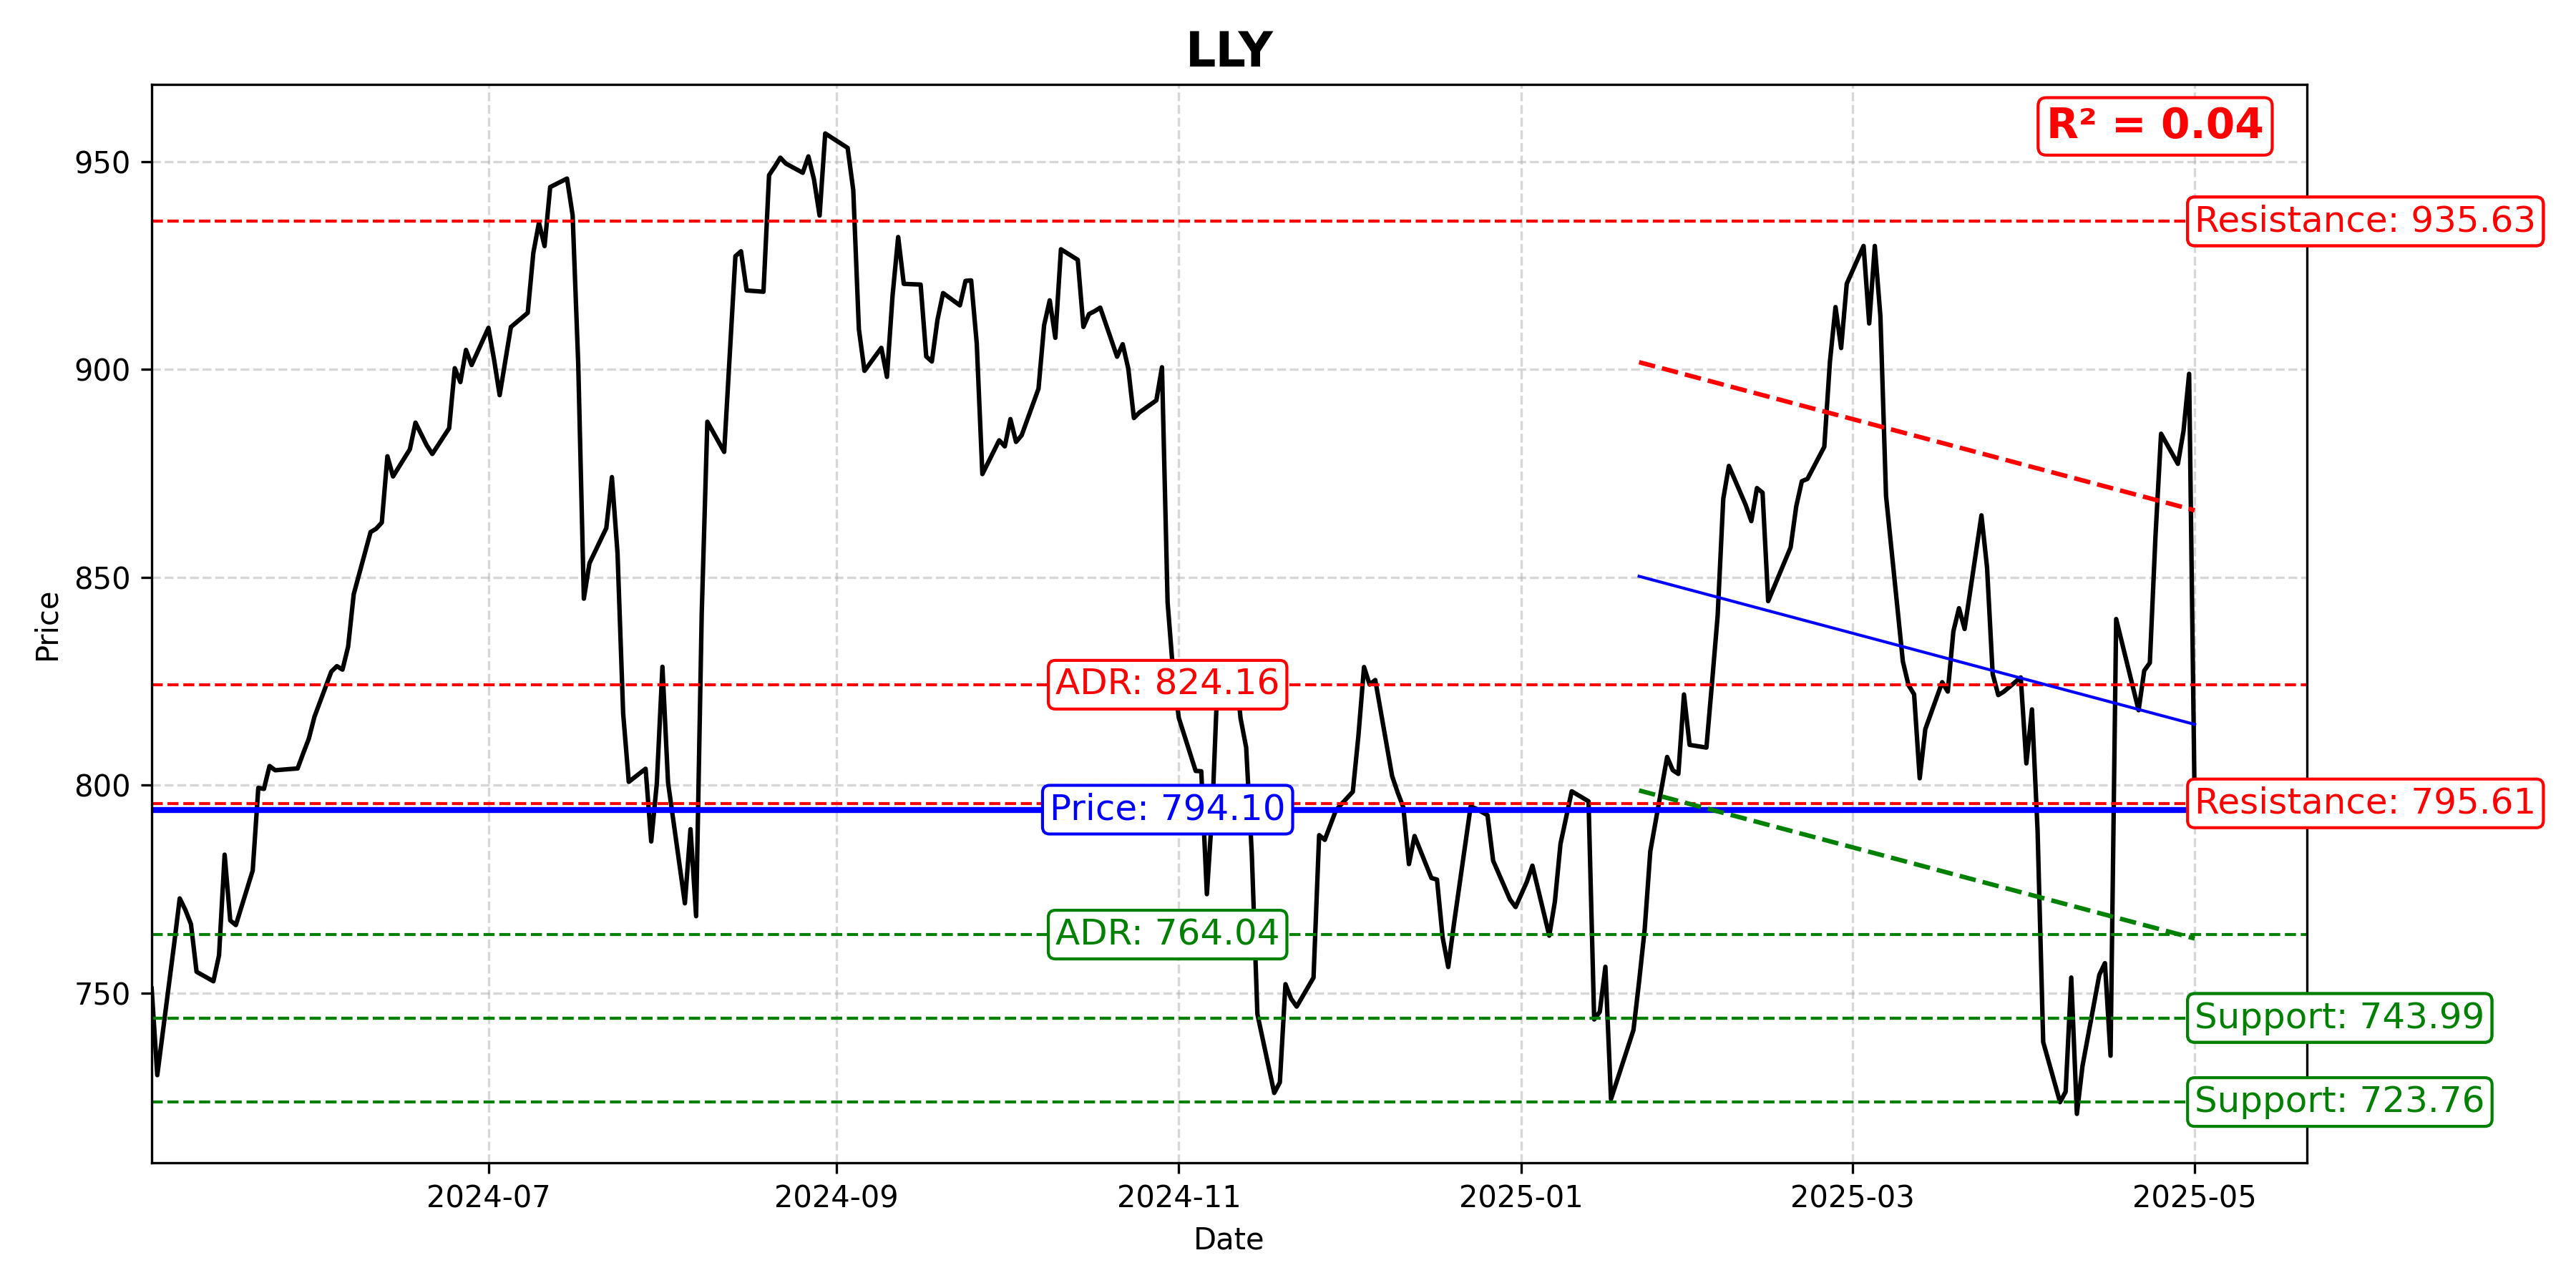 LLY
R² = 0.04
950
Resistance: 935.63
900
850
Price
ADR: 824.16
800
Price: 794.10
Resistance: 795.61
ADR: 764.04
750
Support: 743.99
Support: 723.76
2024-07
2024-09
2024-11
2025-01
2025-03
2025-05
Date